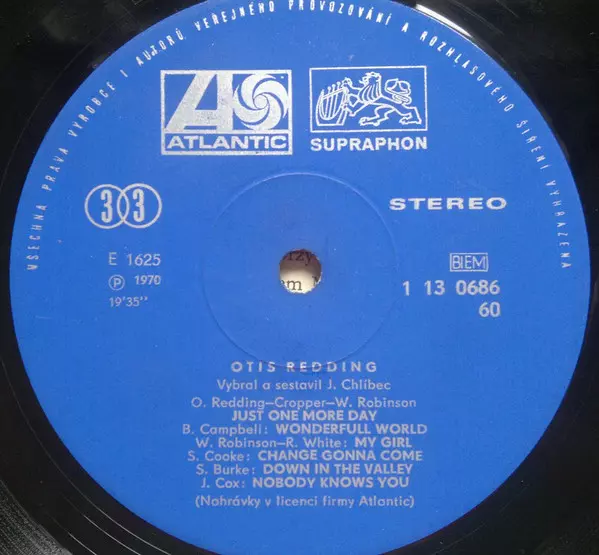 VŠECHNA PRÁVA VÝROBCE I AUTORŮ VEŘEJNÉHO PROVOZOVÁNÍ A ROZHLASOVÉHO ŠÍŘENÍ VYHRAZENA
ATLANTIC
SUPRAPHON
33
STEREO
E 1625
BIEM
Ⓟ 1970
1 13 0686
19'35''
60
OTIS REDDING
Vybral a sestavil J. Chlíbec
O. Redding—Cropper—W. Robinson
JUST ONE MORE DAY
B. Campbell: WONDERFULL WORLD
W. Robinson—R. White: MY GIRL
S. Cooke: CHANGE GONNA COME
S. Burke: DOWN IN THE VALLEY
J. Cox: NOBODY KNOWS YOU
(Nahrávky v licenci firmy Atlantic)